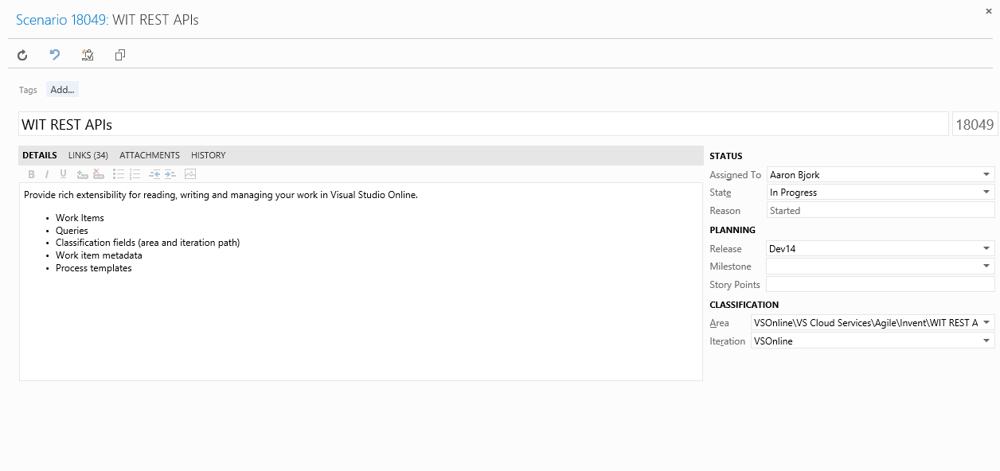 Scenario 18049: WIT REST APIs
Tags Add...
WIT REST APIs 18049
DETAILS LINKS (34) ATTACHMENTS HISTORY
B I U
Provide rich extensibility for reading, writing and managing your work in Visual Studio Online.
• Work Items
• Queries
• Classification fields (area and iteration path)
• Work item metadata
• Process templates
STATUS
Assigned To Aaron Bjork
State In Progress
Reason Started
PLANNING
Release Dev14
Milestone
Story Points
CLASSIFICATION
Area VSOnline\VS Cloud Services\Agile\Invent\WIT REST A
Iteration VSOnline